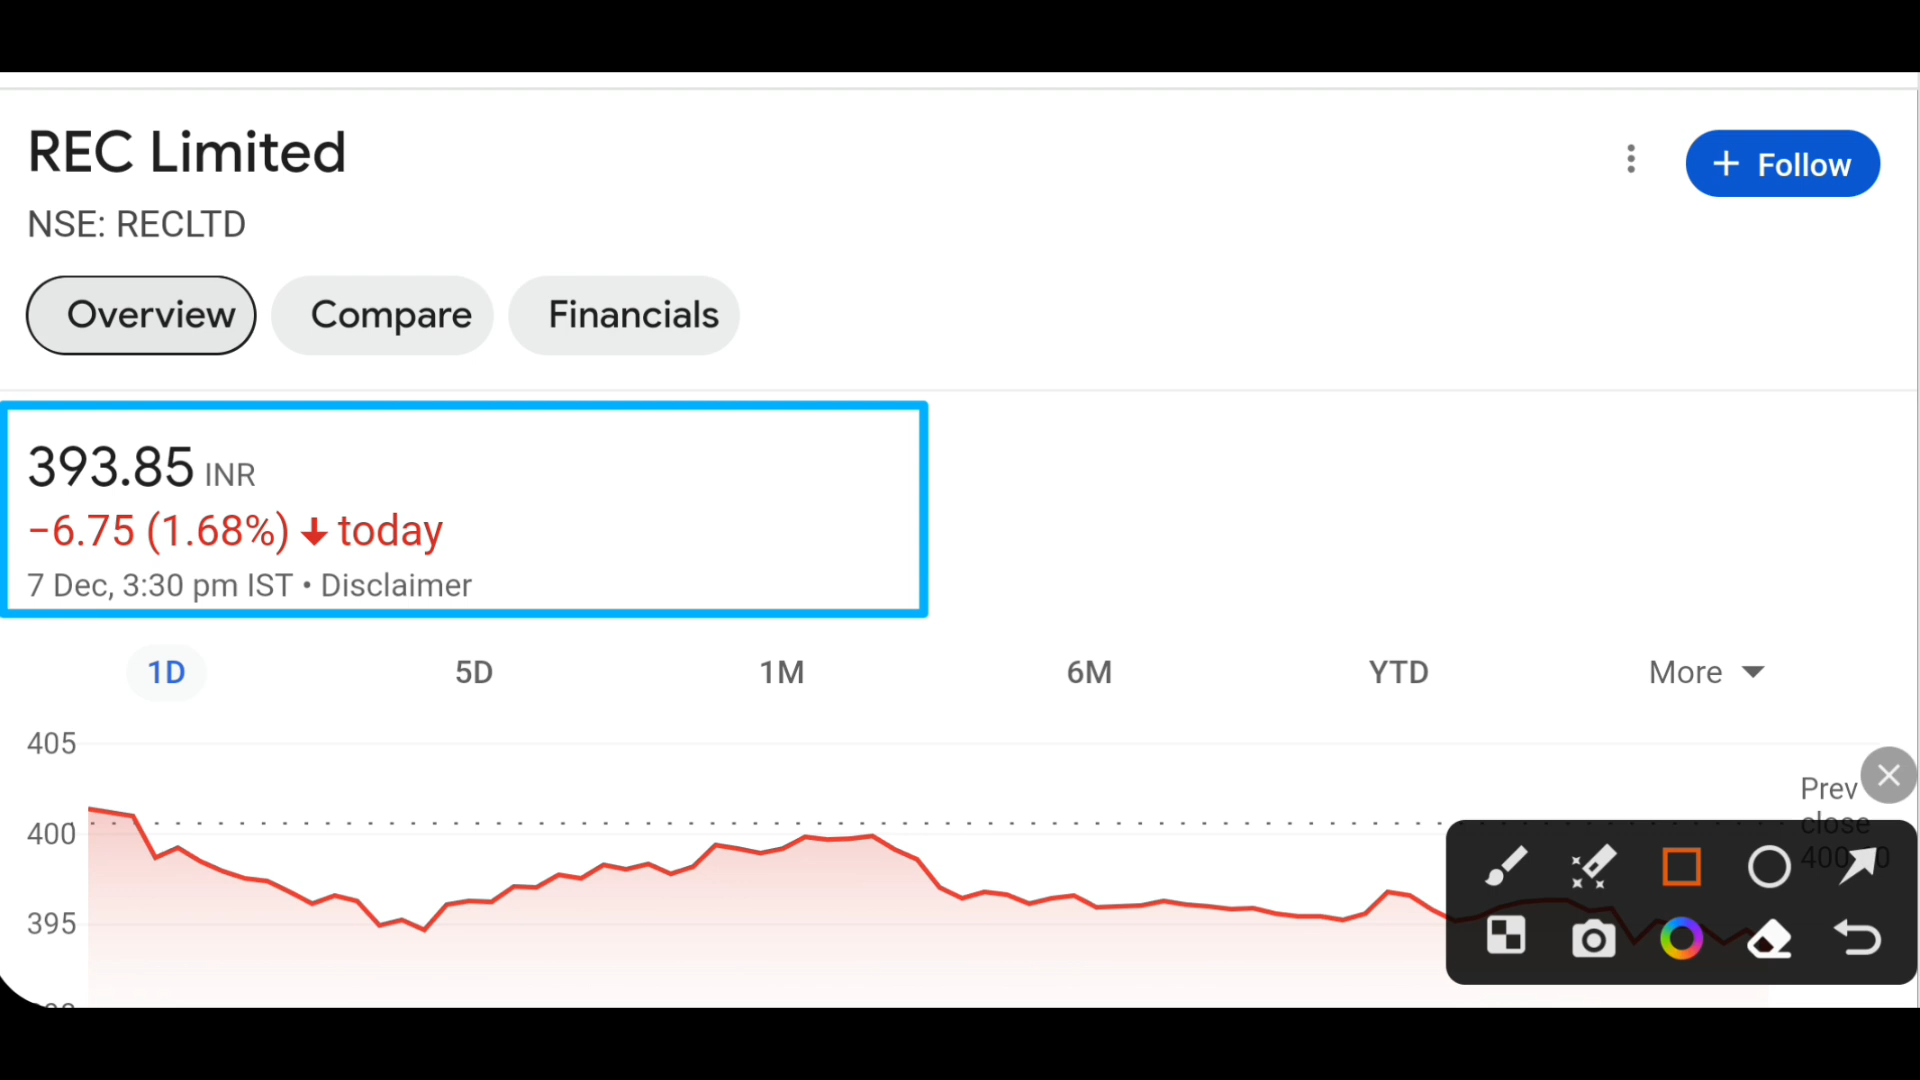 REC Limited
+ Follow
NSE: RECLTD
Overview Compare Financials
393.85 INR
−6.75 (1.68%) ↓ today
7 Dec, 3:30 pm IST • Disclaimer
1D 5D 1M 6M YTD More
405
400
395
Prev
close